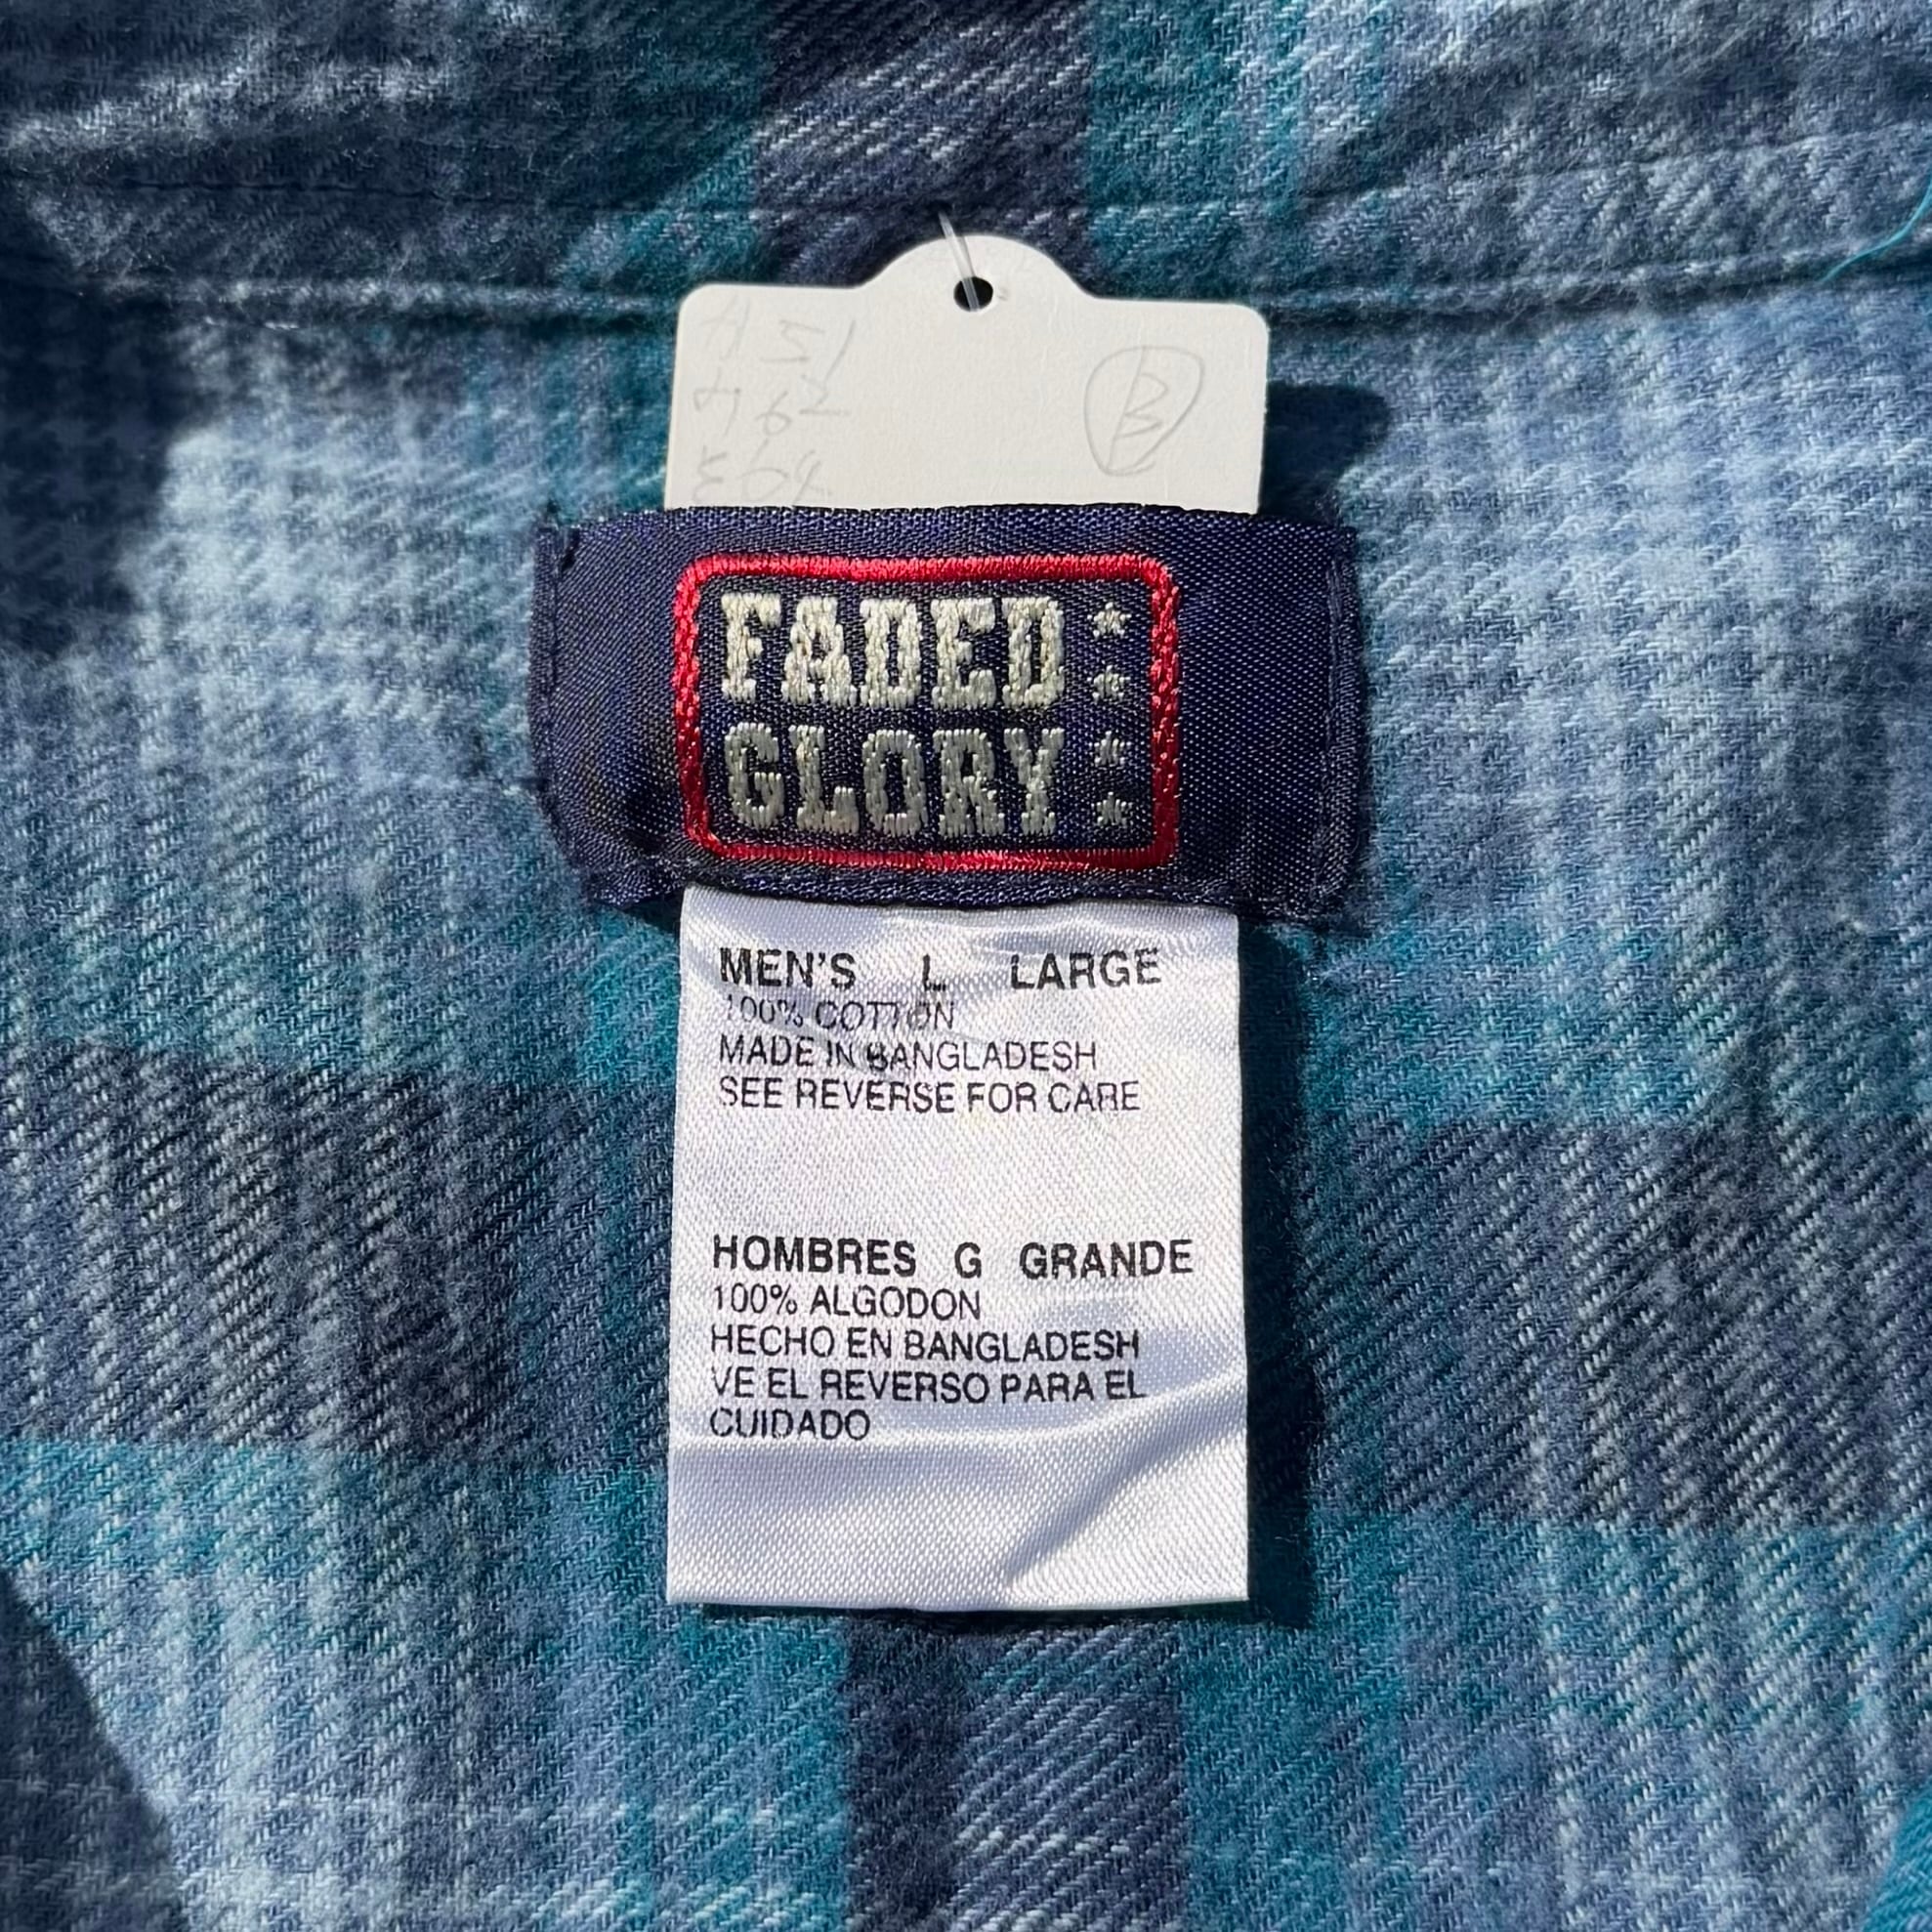 B
FADED
GLORY
MEN'S L LARGE
100% COTTON
MADE IN BANGLADESH
SEE REVERSE FOR CARE
HOMBRES G GRANDE
100% ALGODON
HECHO EN BANGLADESH
VE EL REVERSO PARA EL
CUIDADO